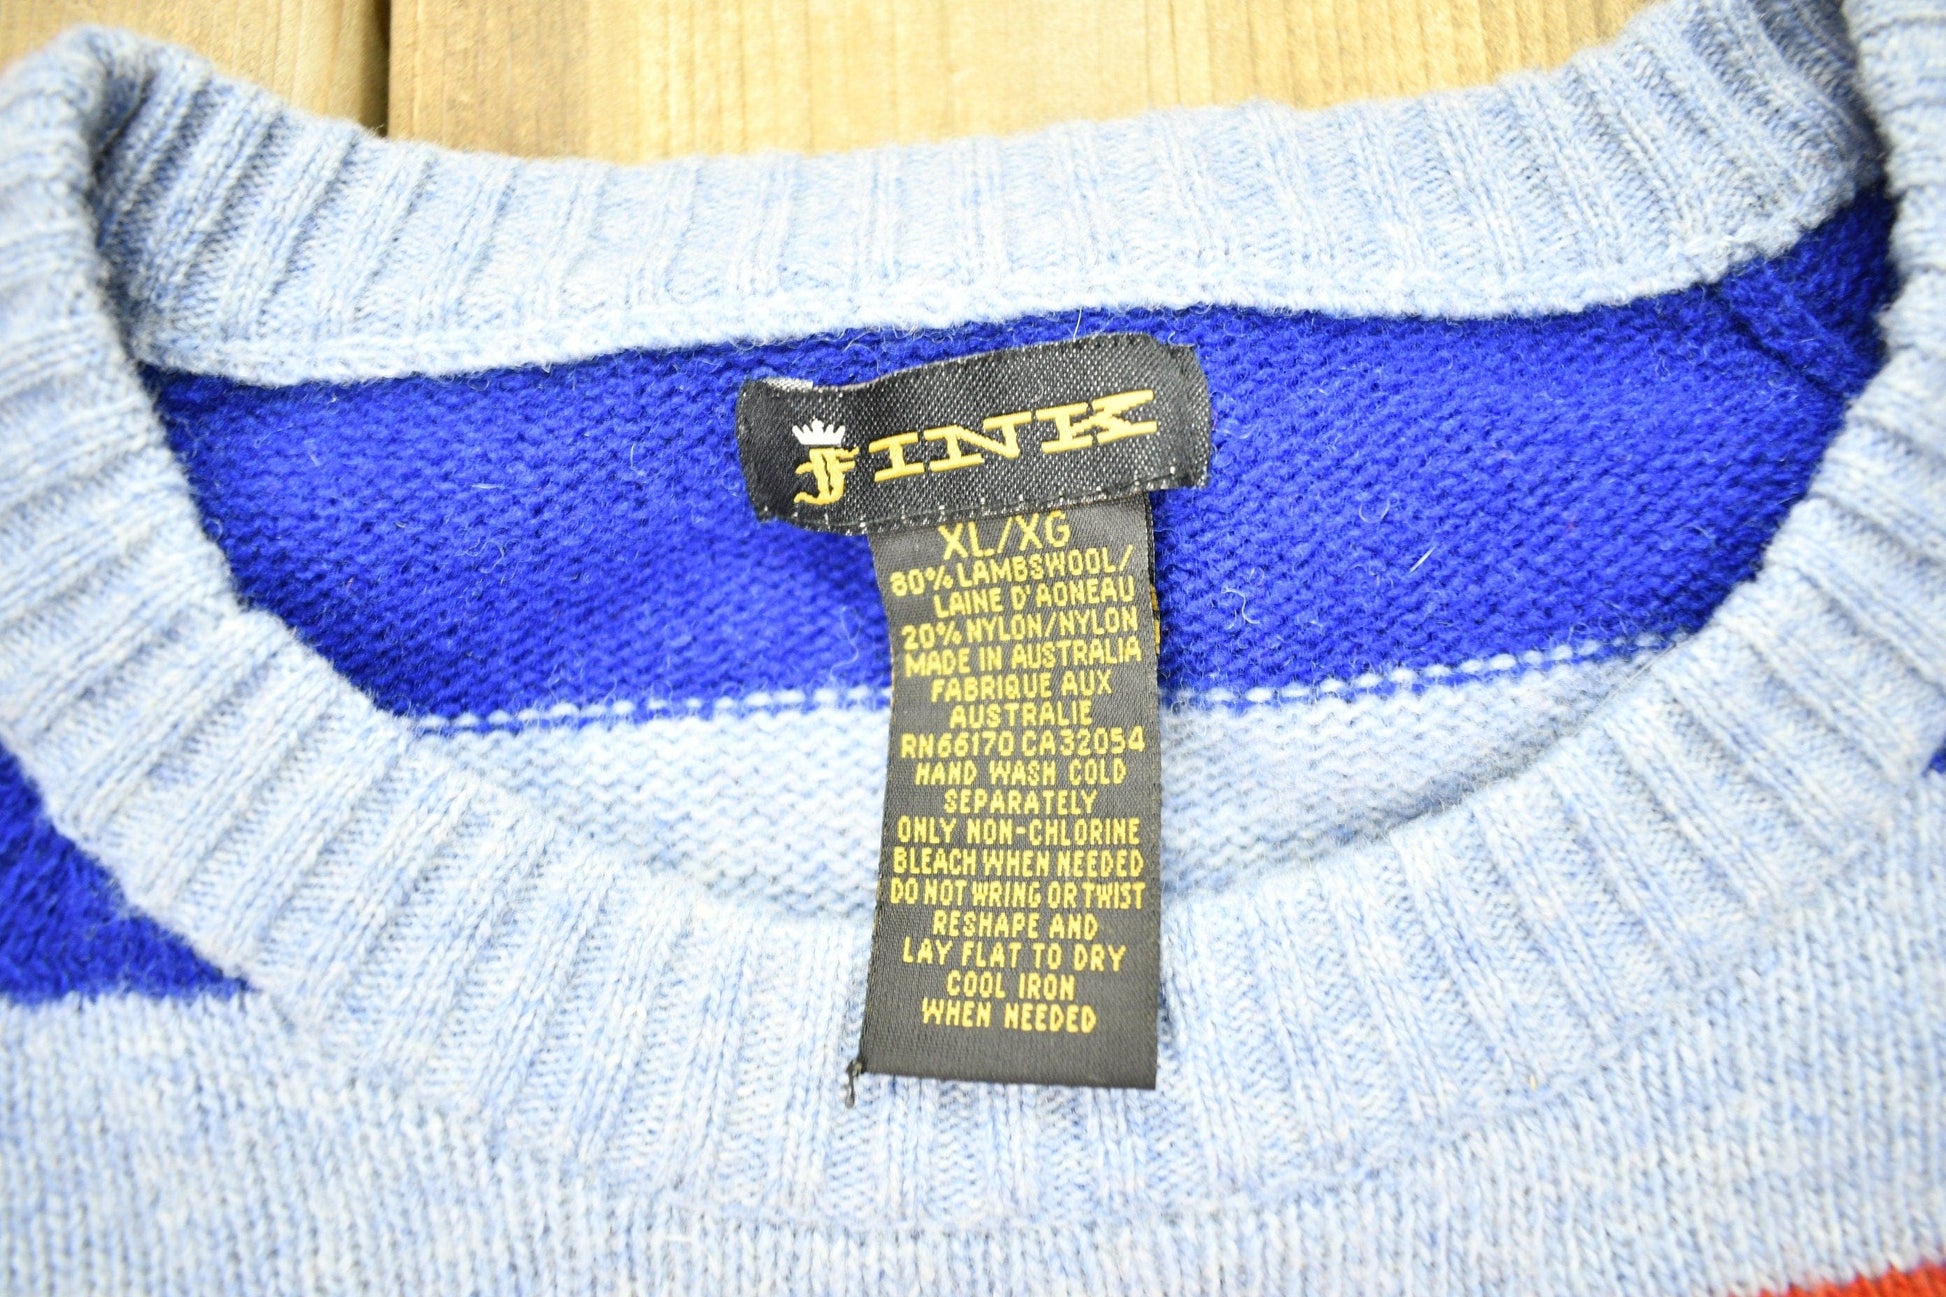 FINK
XL/XG
80% LAMBSWOOL/
LAINE D'AGNEAU
20% NYLON/NYLON
MADE IN AUSTRALIA
FABRIQUE AUX
AUSTRALIE
RN66170 CA32054
HAND WASH COLD
SEPARATELY
ONLY NON-CHLORINE
BLEACH WHEN NEEDED
DO NOT WRING OR TWIST
RESHAPE AND
LAY FLAT TO DRY
COOL IRON
WHEN NEEDED